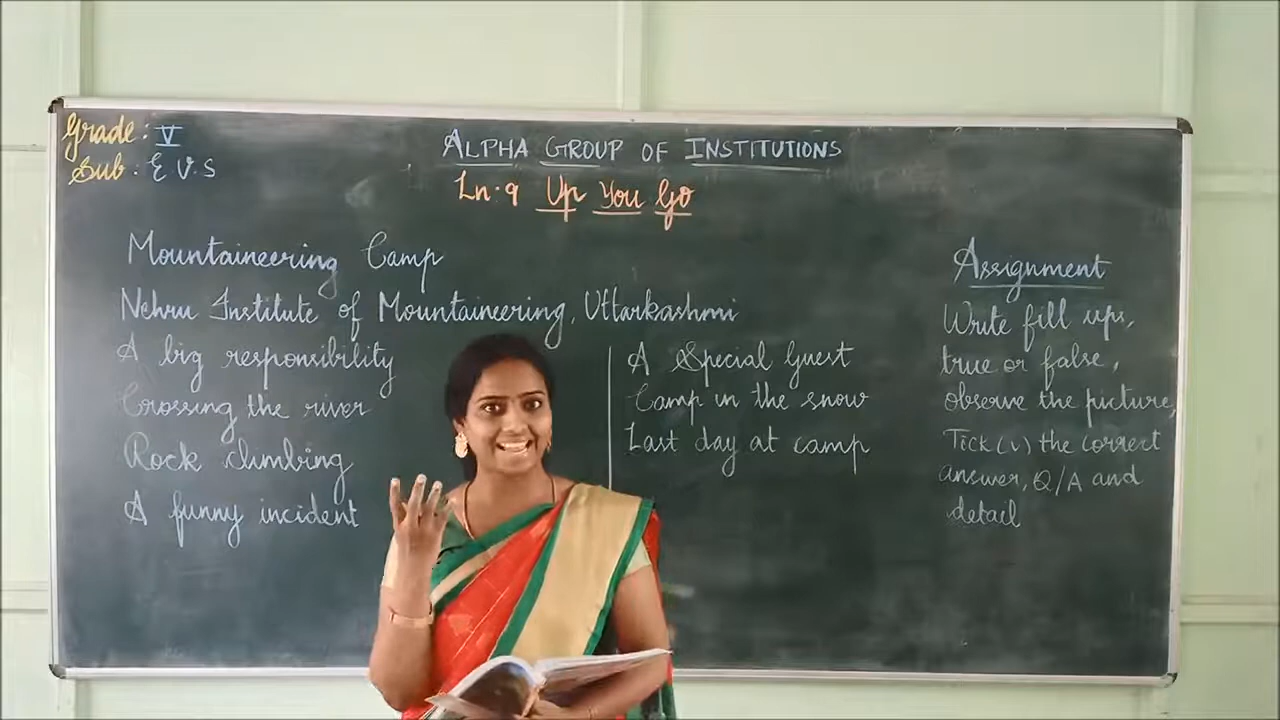 Grade: V
Sub: E V.S
ALPHA GROUP OF INSTITUTIONS
Ln:9 Up You Go
Mountaineering Camp
Nehru Institute of Mountaineering, Uttarkashmi
A big responsibility
Crossing the river
Rock climbing
A funny incident
A Special Guest
Camp in the snow
Last day at camp
Assignment
Write fill ups,
true or false,
observe the picture,
Tick(√) the correct
answer, Q/A and
detail